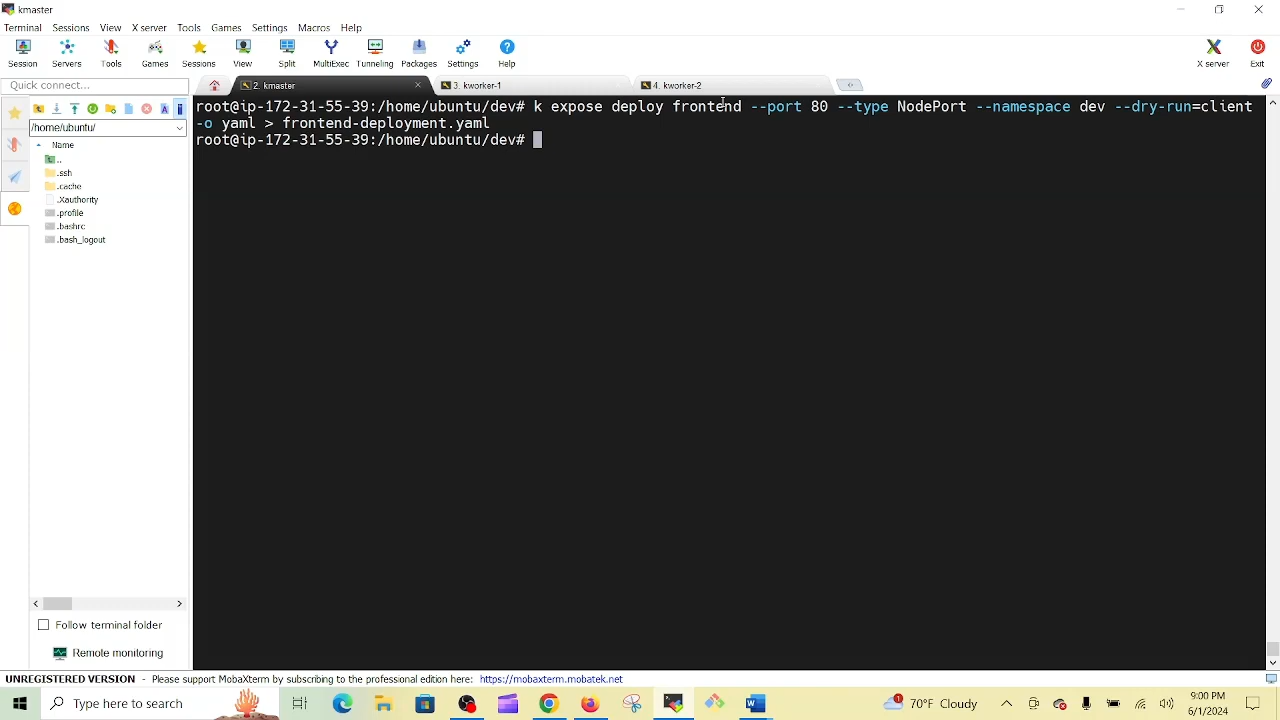 kmaster
Terminal Sessions View X server Tools Games Settings Macros Help
Session Servers Tools Games Sessions View Split MultiExec Tunneling Packages Settings Help X server Exit
Quick connect...
2. kmaster
3. kworker-1
4. kworker-2
/home/ubuntu/
Name
..
.ssh
.cache
.Xauthority
.profile
.bashrc
.bash_logout
root@ip-172-31-55-39:/home/ubuntu/dev# k expose deploy frontend --port 80 --type NodePort --namespace dev --dry-run=client
-o yaml > frontend-deployment.yaml
root@ip-172-31-55-39:/home/ubuntu/dev#
Follow terminal folder
Remote monitoring
UNREGISTERED VERSION - Please support MobaXterm by subscribing to the professional edition here: https://mobaxterm.mobatek.net
Type here to search
1
70°F Cloudy
9:00 PM
6/1/2024